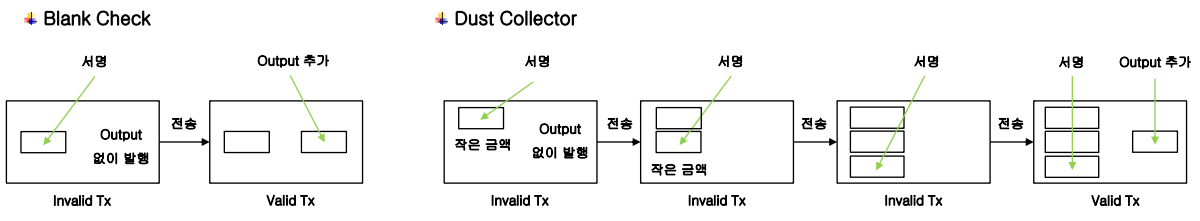 Blank Check
서명
Output 추가
Output
없이 발행
전송
Invalid Tx
Valid Tx
Dust Collector
서명
작은 금액
Output
없이 발행
Invalid Tx
전송
서명
작은 금액
Invalid Tx
전송
서명
Invalid Tx
전송
서명
Output 추가
Valid Tx